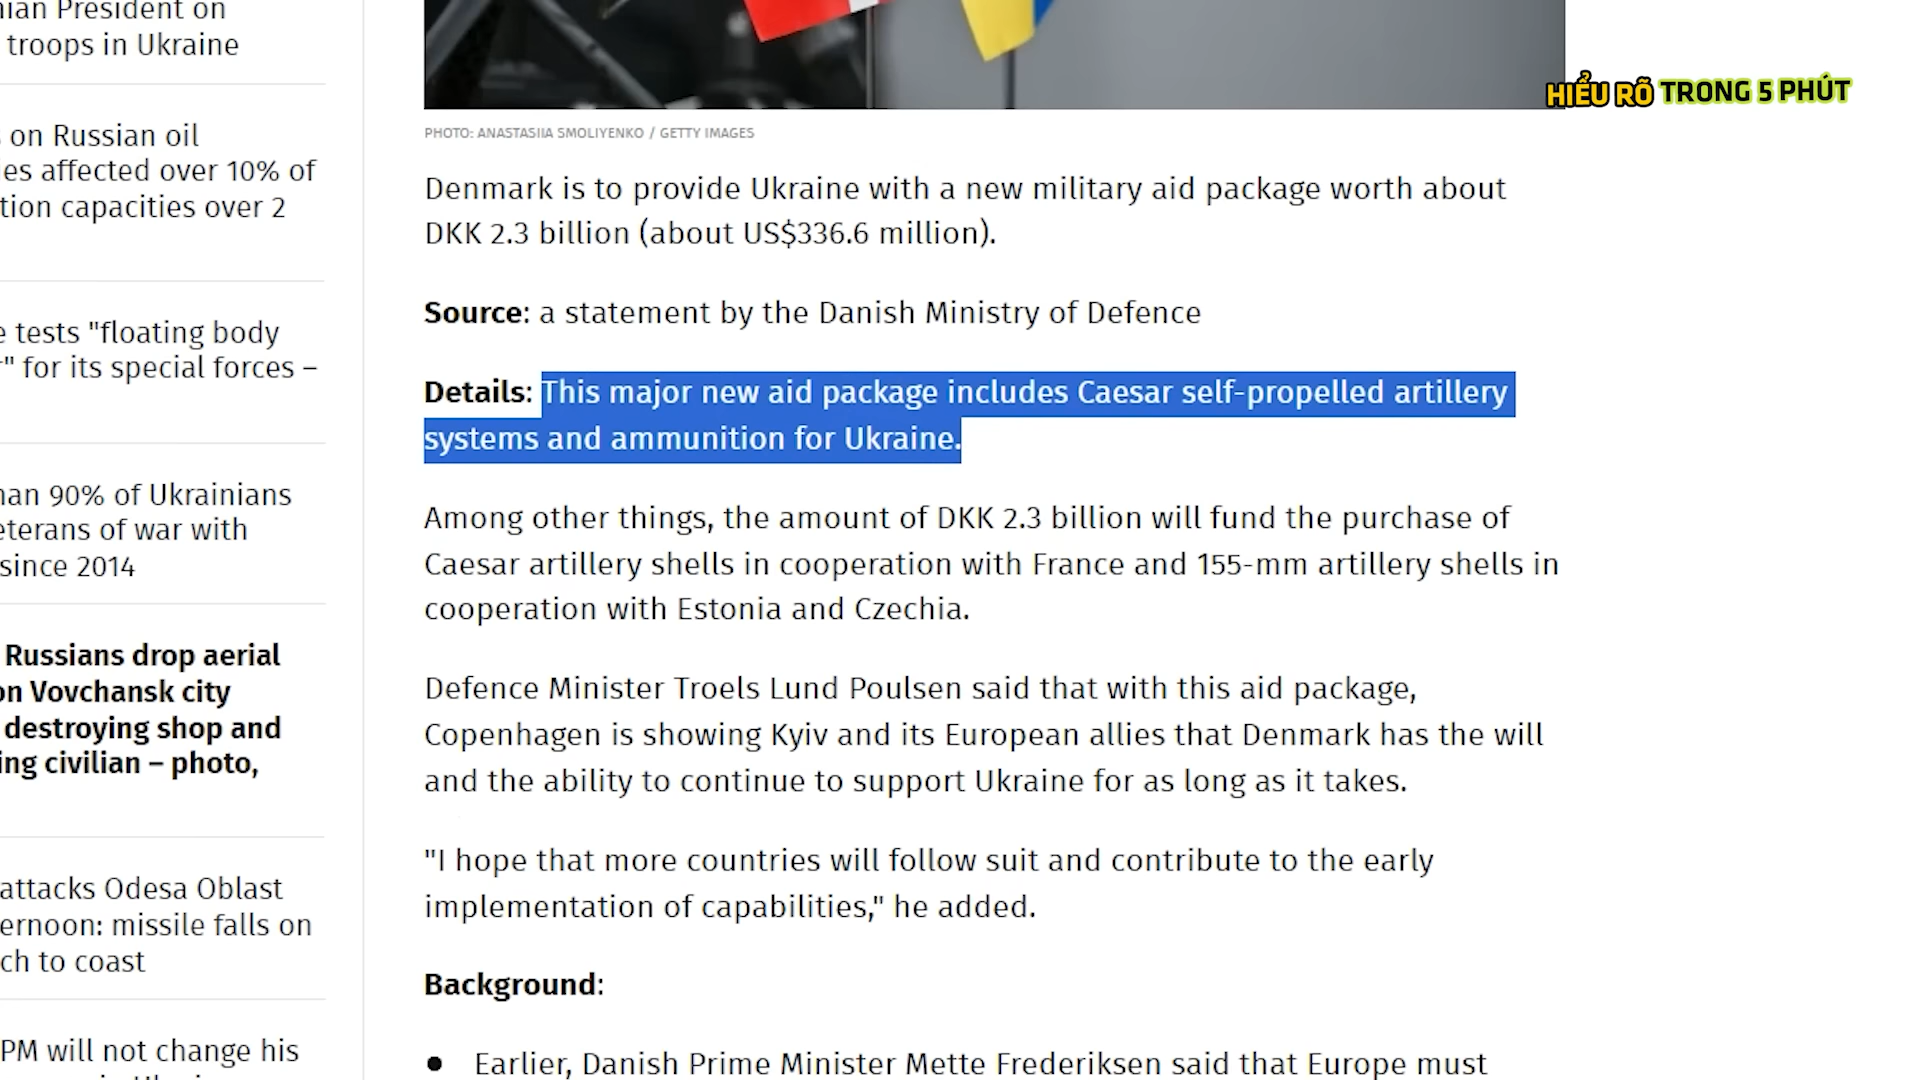 nian President on
troops in Ukraine
on Russian oil
es affected over 10% of
tion capacities over 2
e tests "floating body
" for its special forces –
han 90% of Ukrainians
eterans of war with
since 2014
Russians drop aerial
on Vovchansk city
destroying shop and
ing civilian – photo,
attacks Odesa Oblast
ernoon: missile falls on
ch to coast
PM will not change his
HIỂU RÕ TRONG 5 PHÚT
PHOTO: ANASTASIIA SMOLIYENKO / GETTY IMAGES
Denmark is to provide Ukraine with a new military aid package worth about
DKK 2.3 billion (about US$336.6 million).
Source: a statement by the Danish Ministry of Defence
Details: This major new aid package includes Caesar self-propelled artillery
systems and ammunition for Ukraine.
Among other things, the amount of DKK 2.3 billion will fund the purchase of
Caesar artillery shells in cooperation with France and 155-mm artillery shells in
cooperation with Estonia and Czechia.
Defence Minister Troels Lund Poulsen said that with this aid package,
Copenhagen is showing Kyiv and its European allies that Denmark has the will
and the ability to continue to support Ukraine for as long as it takes.
"I hope that more countries will follow suit and contribute to the early
implementation of capabilities," he added.
Background:
● Earlier, Danish Prime Minister Mette Frederiksen said that Europe must